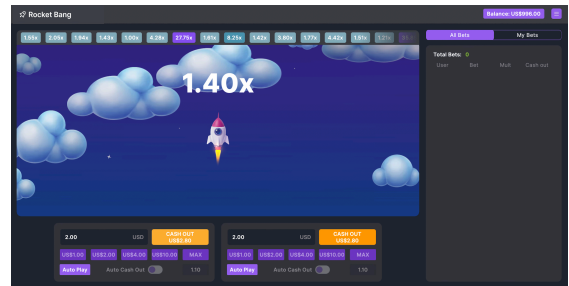 Rocket Bang
Balance: US$996.00
1.55x 2.05x 1.94x 1.43x 1.00x 4.28x 27.75x 1.61x 8.25x 1.42x 3.80x 1.77x 4.42x 1.51x 1.21x
All Bets My Bets
Total Bets: 0
User Bet Mult Cash out
1.40x
2.00 USD CASH OUT
US$2.80
US$1.00 US$2.00 US$4.00 US$10.00 MAX
Auto Play Auto Cash Out 1.10
2.00 USD CASH OUT
US$2.80
US$1.00 US$2.00 US$4.00 US$10.00 MAX
Auto Play Auto Cash Out 1.10